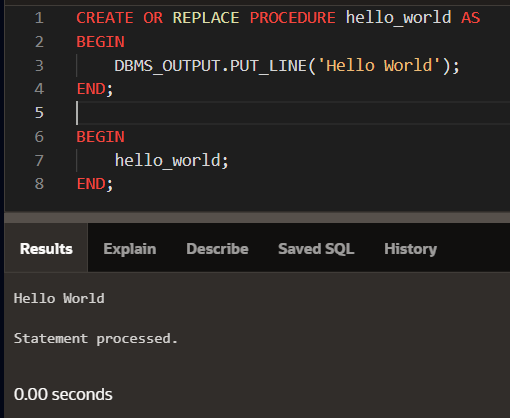 1 CREATE OR REPLACE PROCEDURE hello_world AS
2 BEGIN
3 DBMS_OUTPUT.PUT_LINE('Hello World');
4 END;
5
6 BEGIN
7 hello_world;
8 END;
Results Explain Describe Saved SQL History
Hello World
Statement processed.
0.00 seconds